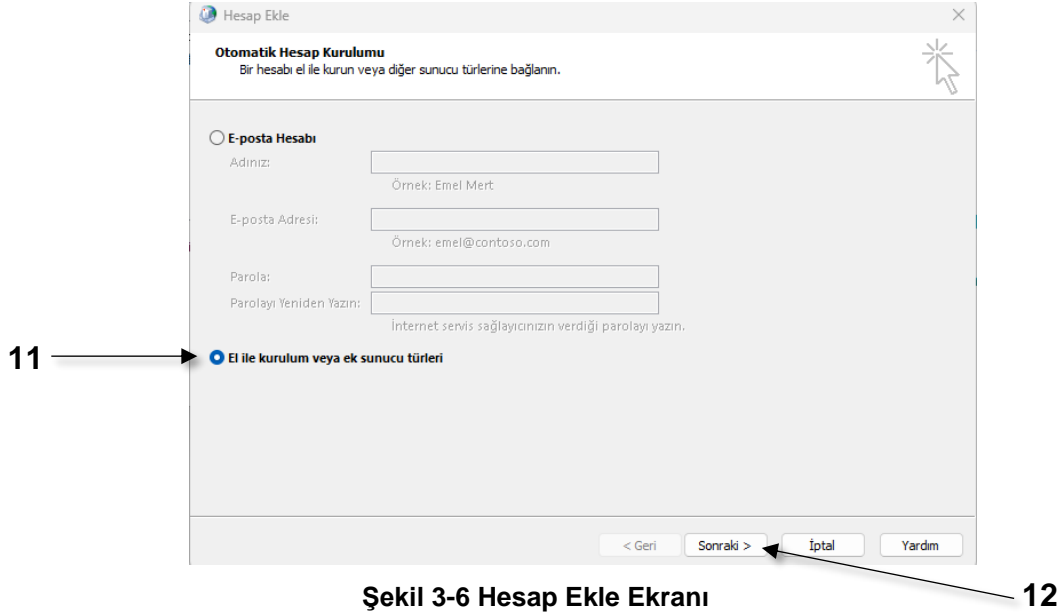 Hesap Ekle
Otomatik Hesap Kurulumu
Bir hesabı el ile kurun veya diğer sunucu türlerine bağlanın.
E-posta Hesabı
Adınız:
Örnek: Emel Mert
E-posta Adresi:
Örnek: emel@contoso.com
Parola:
Parolayı Yeniden Yazın:
İnternet servis sağlayıcınızın verdiği parolayı yazın.
11
El ile kurulum veya ek sunucu türleri
< Geri Sonraki > İptal Yardım
12
Şekil 3-6 Hesap Ekle Ekranı